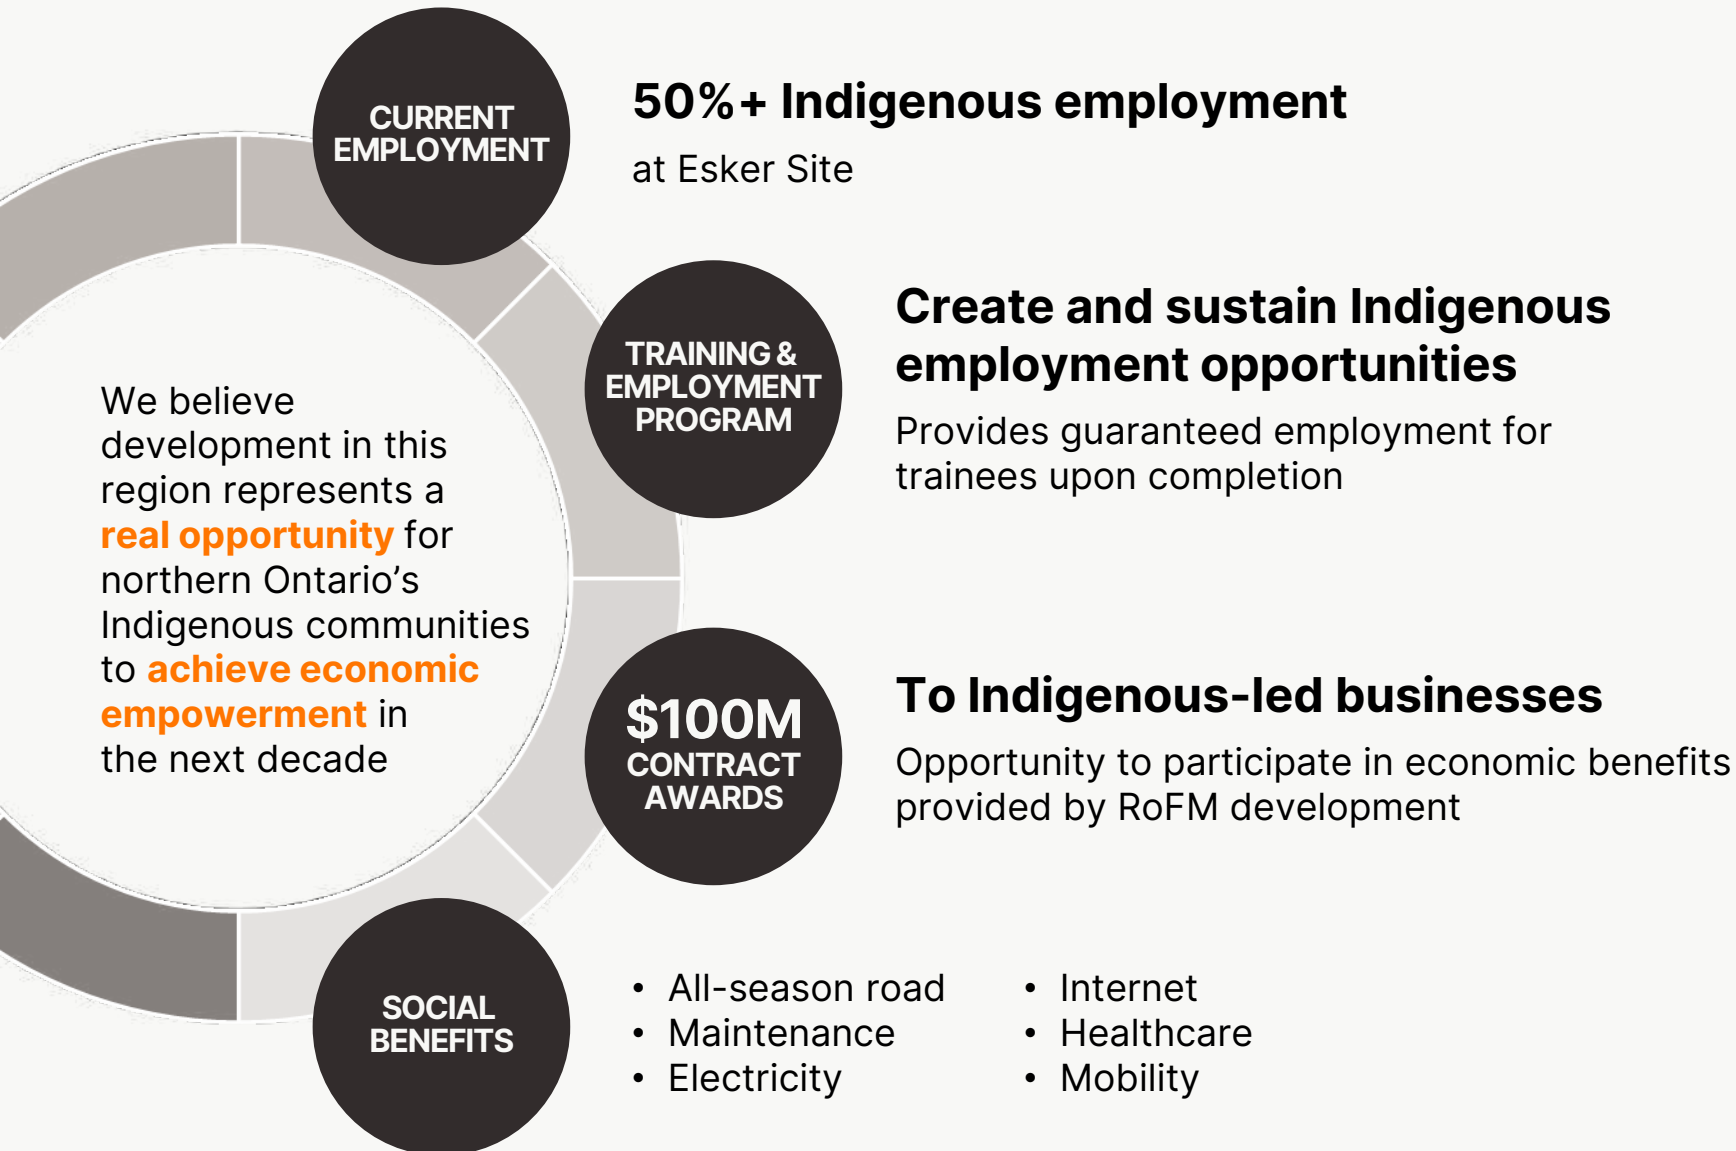 CURRENT
EMPLOYMENT
50%+ Indigenous employment
at Esker Site
TRAINING &
EMPLOYMENT
PROGRAM
Create and sustain Indigenous
employment opportunities
Provides guaranteed employment for
trainees upon completion
We believe
development in this
region represents a
real opportunity for
northern Ontario’s
Indigenous communities
to achieve economic
empowerment in
the next decade
$100M
CONTRACT
AWARDS
To Indigenous-led businesses
Opportunity to participate in economic benefits
provided by RoFM development
SOCIAL
BENEFITS
• All-season road
• Maintenance
• Electricity
• Internet
• Healthcare
• Mobility